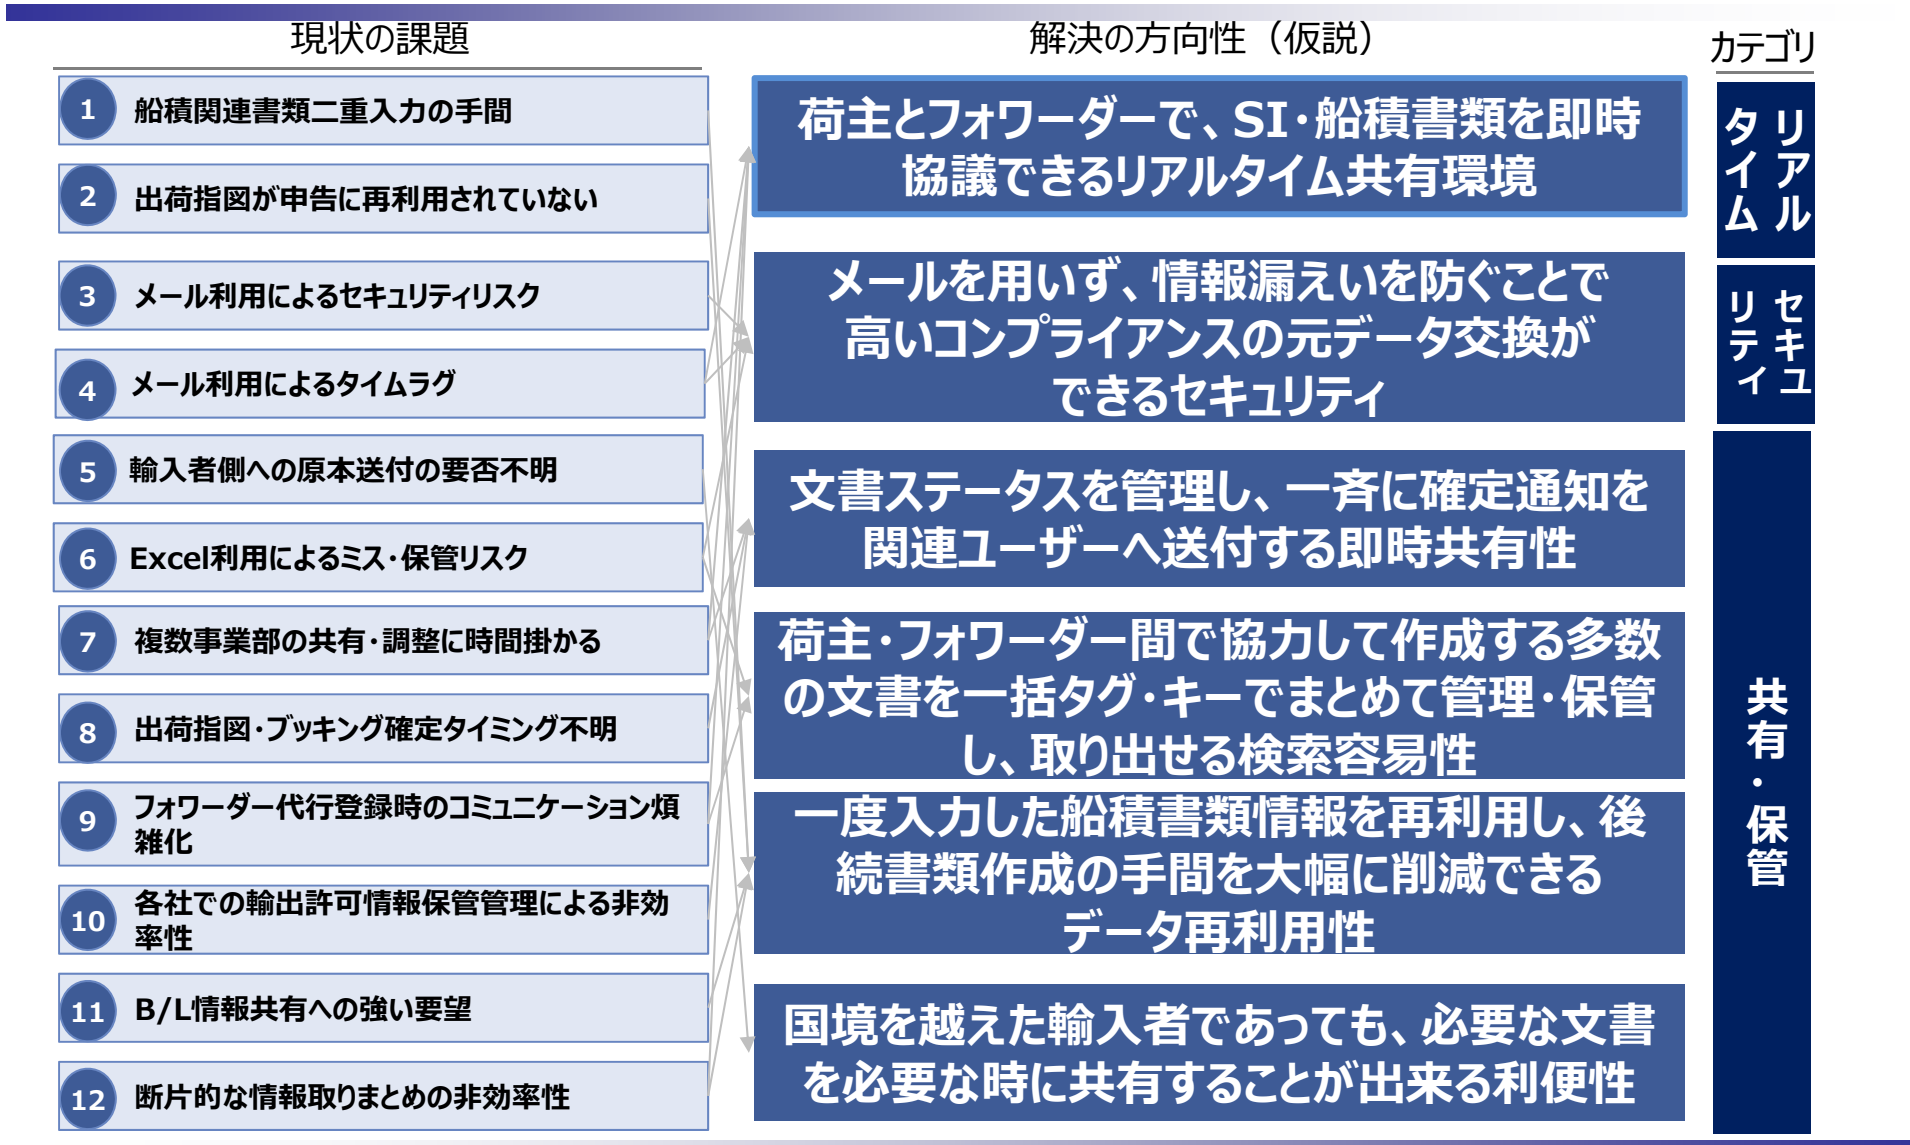 現状の課題
解決の方向性（仮説）
カテゴリ
1 船積関連書類二重入力の手間
2 出荷指図が申告に再利用されていない
3 メール利用によるセキュリティリスク
4 メール利用によるタイムラグ
5 輸入者側への原本送付の要否不明
6 Excel利用によるミス・保管リスク
7 複数事業部の共有・調整に時間掛かる
8 出荷指図・ブッキング確定タイミング不明
9 フォワーダー代行登録時のコミュニケーション煩
雑化
10 各社での輸出許可情報保管管理による非効
率性
11 B/L情報共有への強い要望
12 断片的な情報取りまとめの非効率性
荷主とフォワーダーで、SI・船積書類を即時
協議できるリアルタイム共有環境
メールを用いず、情報漏えいを防ぐことで
高いコンプライアンスの元データ交換が
できるセキュリティ
文書ステータスを管理し、一斉に確定通知を
関連ユーザーへ送付する即時共有性
荷主・フォワーダー間で協力して作成する多数
の文書を一括タグ・キーでまとめて管理・保管
し、取り出せる検索容易性
一度入力した船積書類情報を再利用し、後
続書類作成の手間を大幅に削減できる
データ再利用性
国境を越えた輸入者であっても、必要な文書
を必要な時に共有することが出来る利便性
リアル
タイム
セキュ
リティ
共有・保管